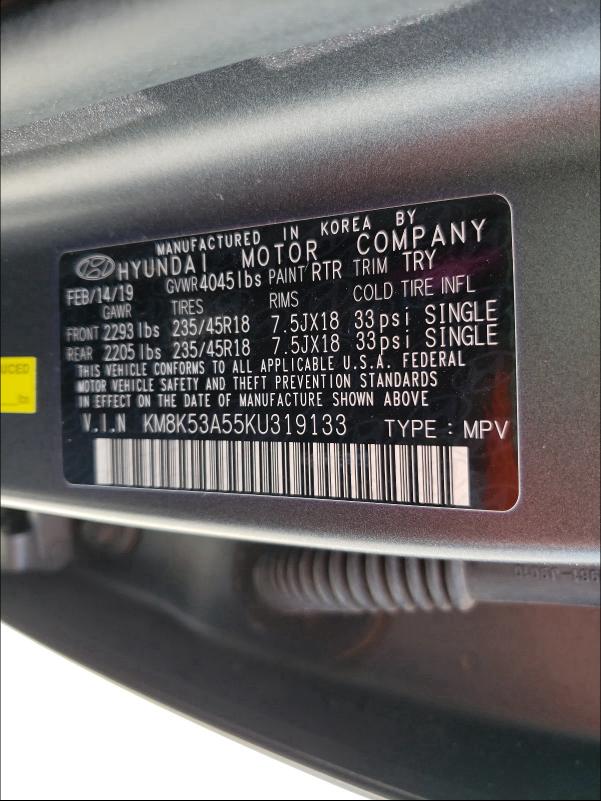 MANUFACTURED IN KOREA BY
HYUNDAI MOTOR COMPANY
FEB/14/19 GVWR 4045lbs PAINT/RTR TRIM TRY
GAWR TIRES RIMS COLD TIRE INFL
FRONT 2293 lbs 235/45R18 7.5JX18 33psi SINGLE
REAR 2205 lbs 235/45R18 7.5JX18 33psi SINGLE
THIS VEHICLE CONFORMS TO ALL APPLICABLE U.S.A. FEDERAL
MOTOR VEHICLE SAFETY AND THEFT PREVENTION STANDARDS
IN EFFECT ON THE DATE OF MANUFACTURE SHOWN ABOVE
V.I.N KM8K53A55KU319133 TYPE : MPV
UCED
lbs